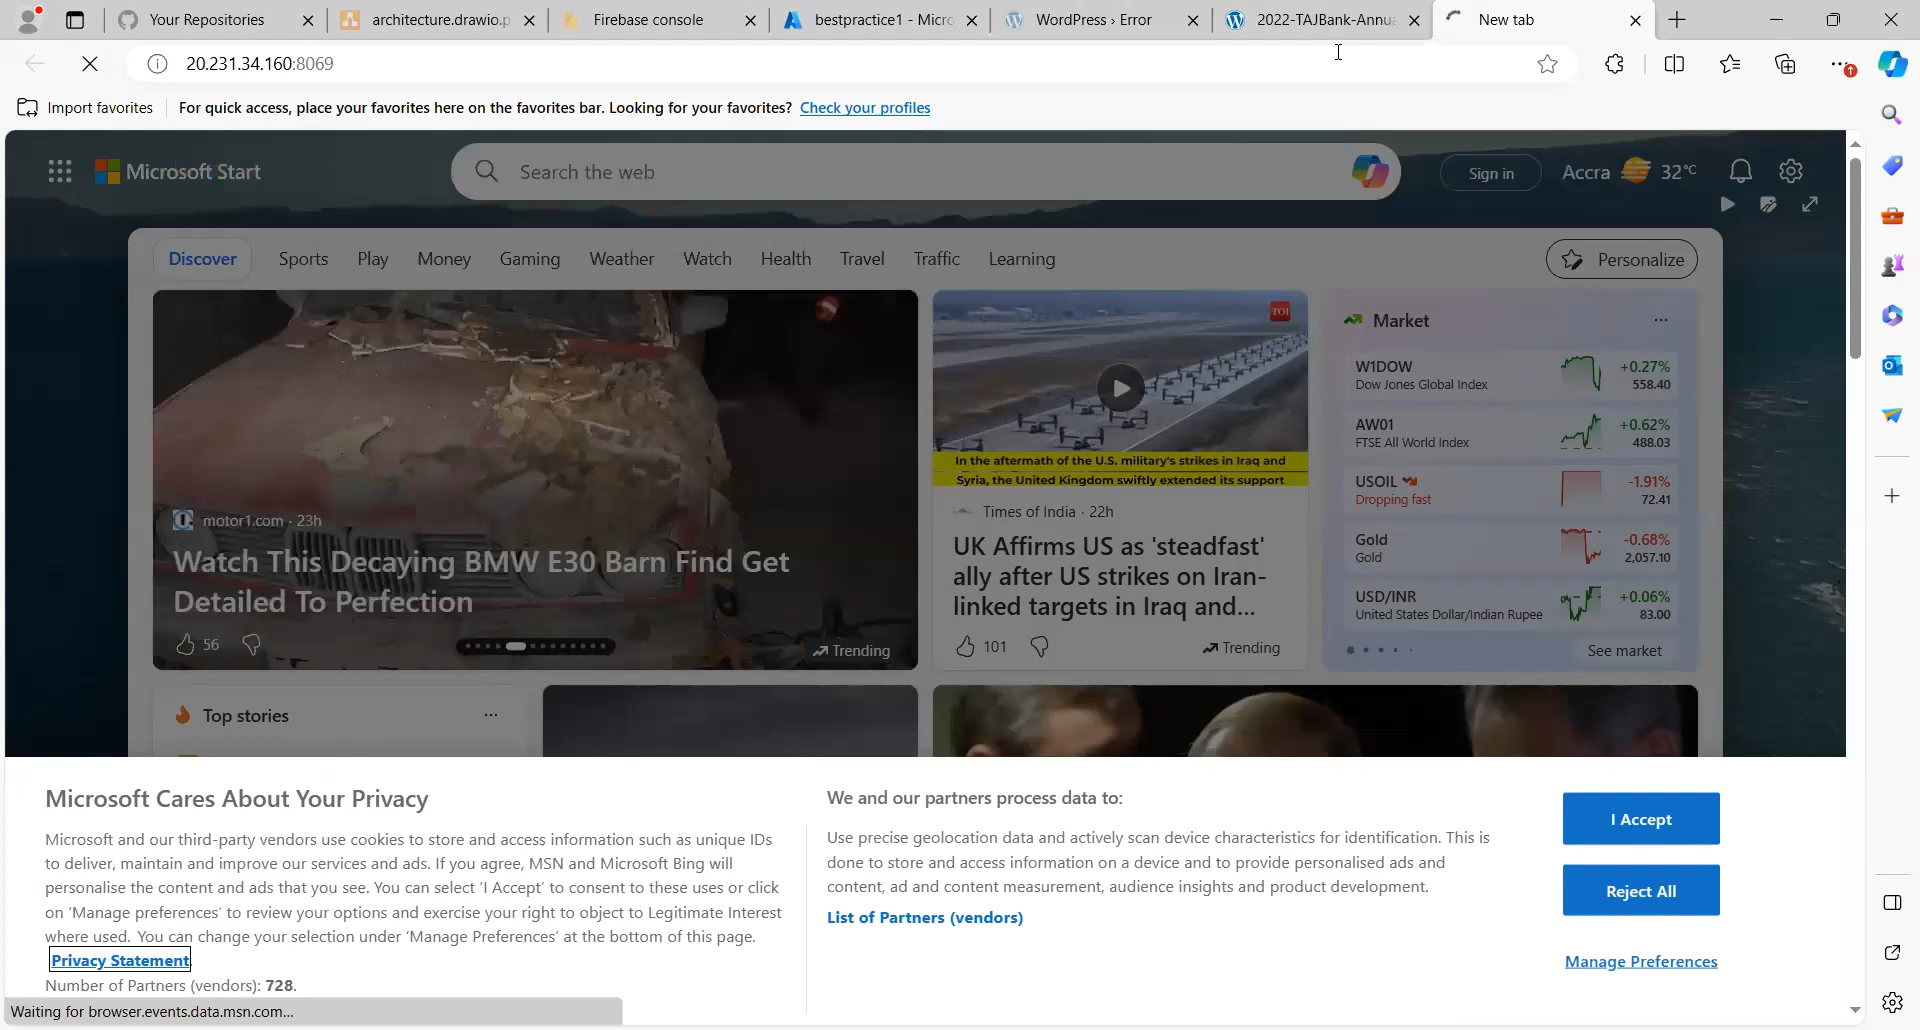 Your Repositories
architecture.drawio.p
Firebase console
bestpractice1 - Micro
WordPress › Error
2022-TAJBank-Annua
New tab
20.231.34.160:8069
Import favorites
For quick access, place your favorites here on the favorites bar. Looking for your favorites? Check your profiles
Microsoft Start
Search the web
Sign in
Accra
32°C
Discover
Sports
Play
Money
Gaming
Weather
Watch
Health
Travel
Traffic
Learning
Personalize
motor1.com · 23h
Watch This Decaying BMW E30 Barn Find Get
Detailed To Perfection
56
Trending
TOI
In the aftermath of the U.S. military's strikes in Iraq and
Syria, the United Kingdom swiftly extended its support
Times of India · 22h
UK Affirms US as 'steadfast'
ally after US strikes on Iran-
linked targets in Iraq and...
101
Trending
Market
W1DOW
Dow Jones Global Index
+0.27%
558.40
AW01
FTSE All World Index
+0.62%
488.03
USOIL
Dropping fast
-1.91%
72.41
Gold
Gold
-0.68%
2,057.10
USD/INR
United States Dollar/Indian Rupee
+0.06%
83.00
See market
Top stories
Microsoft Cares About Your Privacy
Microsoft and our third-party vendors use cookies to store and access information such as unique IDs
to deliver, maintain and improve our services and ads. If you agree, MSN and Microsoft Bing will
personalise the content and ads that you see. You can select 'I Accept' to consent to these uses or click
on 'Manage preferences' to review your options and exercise your right to object to Legitimate Interest
where used. You can change your selection under 'Manage Preferences' at the bottom of this page.
Privacy Statement.
Number of Partners (vendors): 728.
We and our partners process data to:
Use precise geolocation data and actively scan device characteristics for identification. This is
done to store and access information on a device and to provide personalised ads and
content, ad and content measurement, audience insights and product development.
List of Partners (vendors)
I Accept
Reject All
Manage Preferences
Waiting for browser.events.data.msn.com...